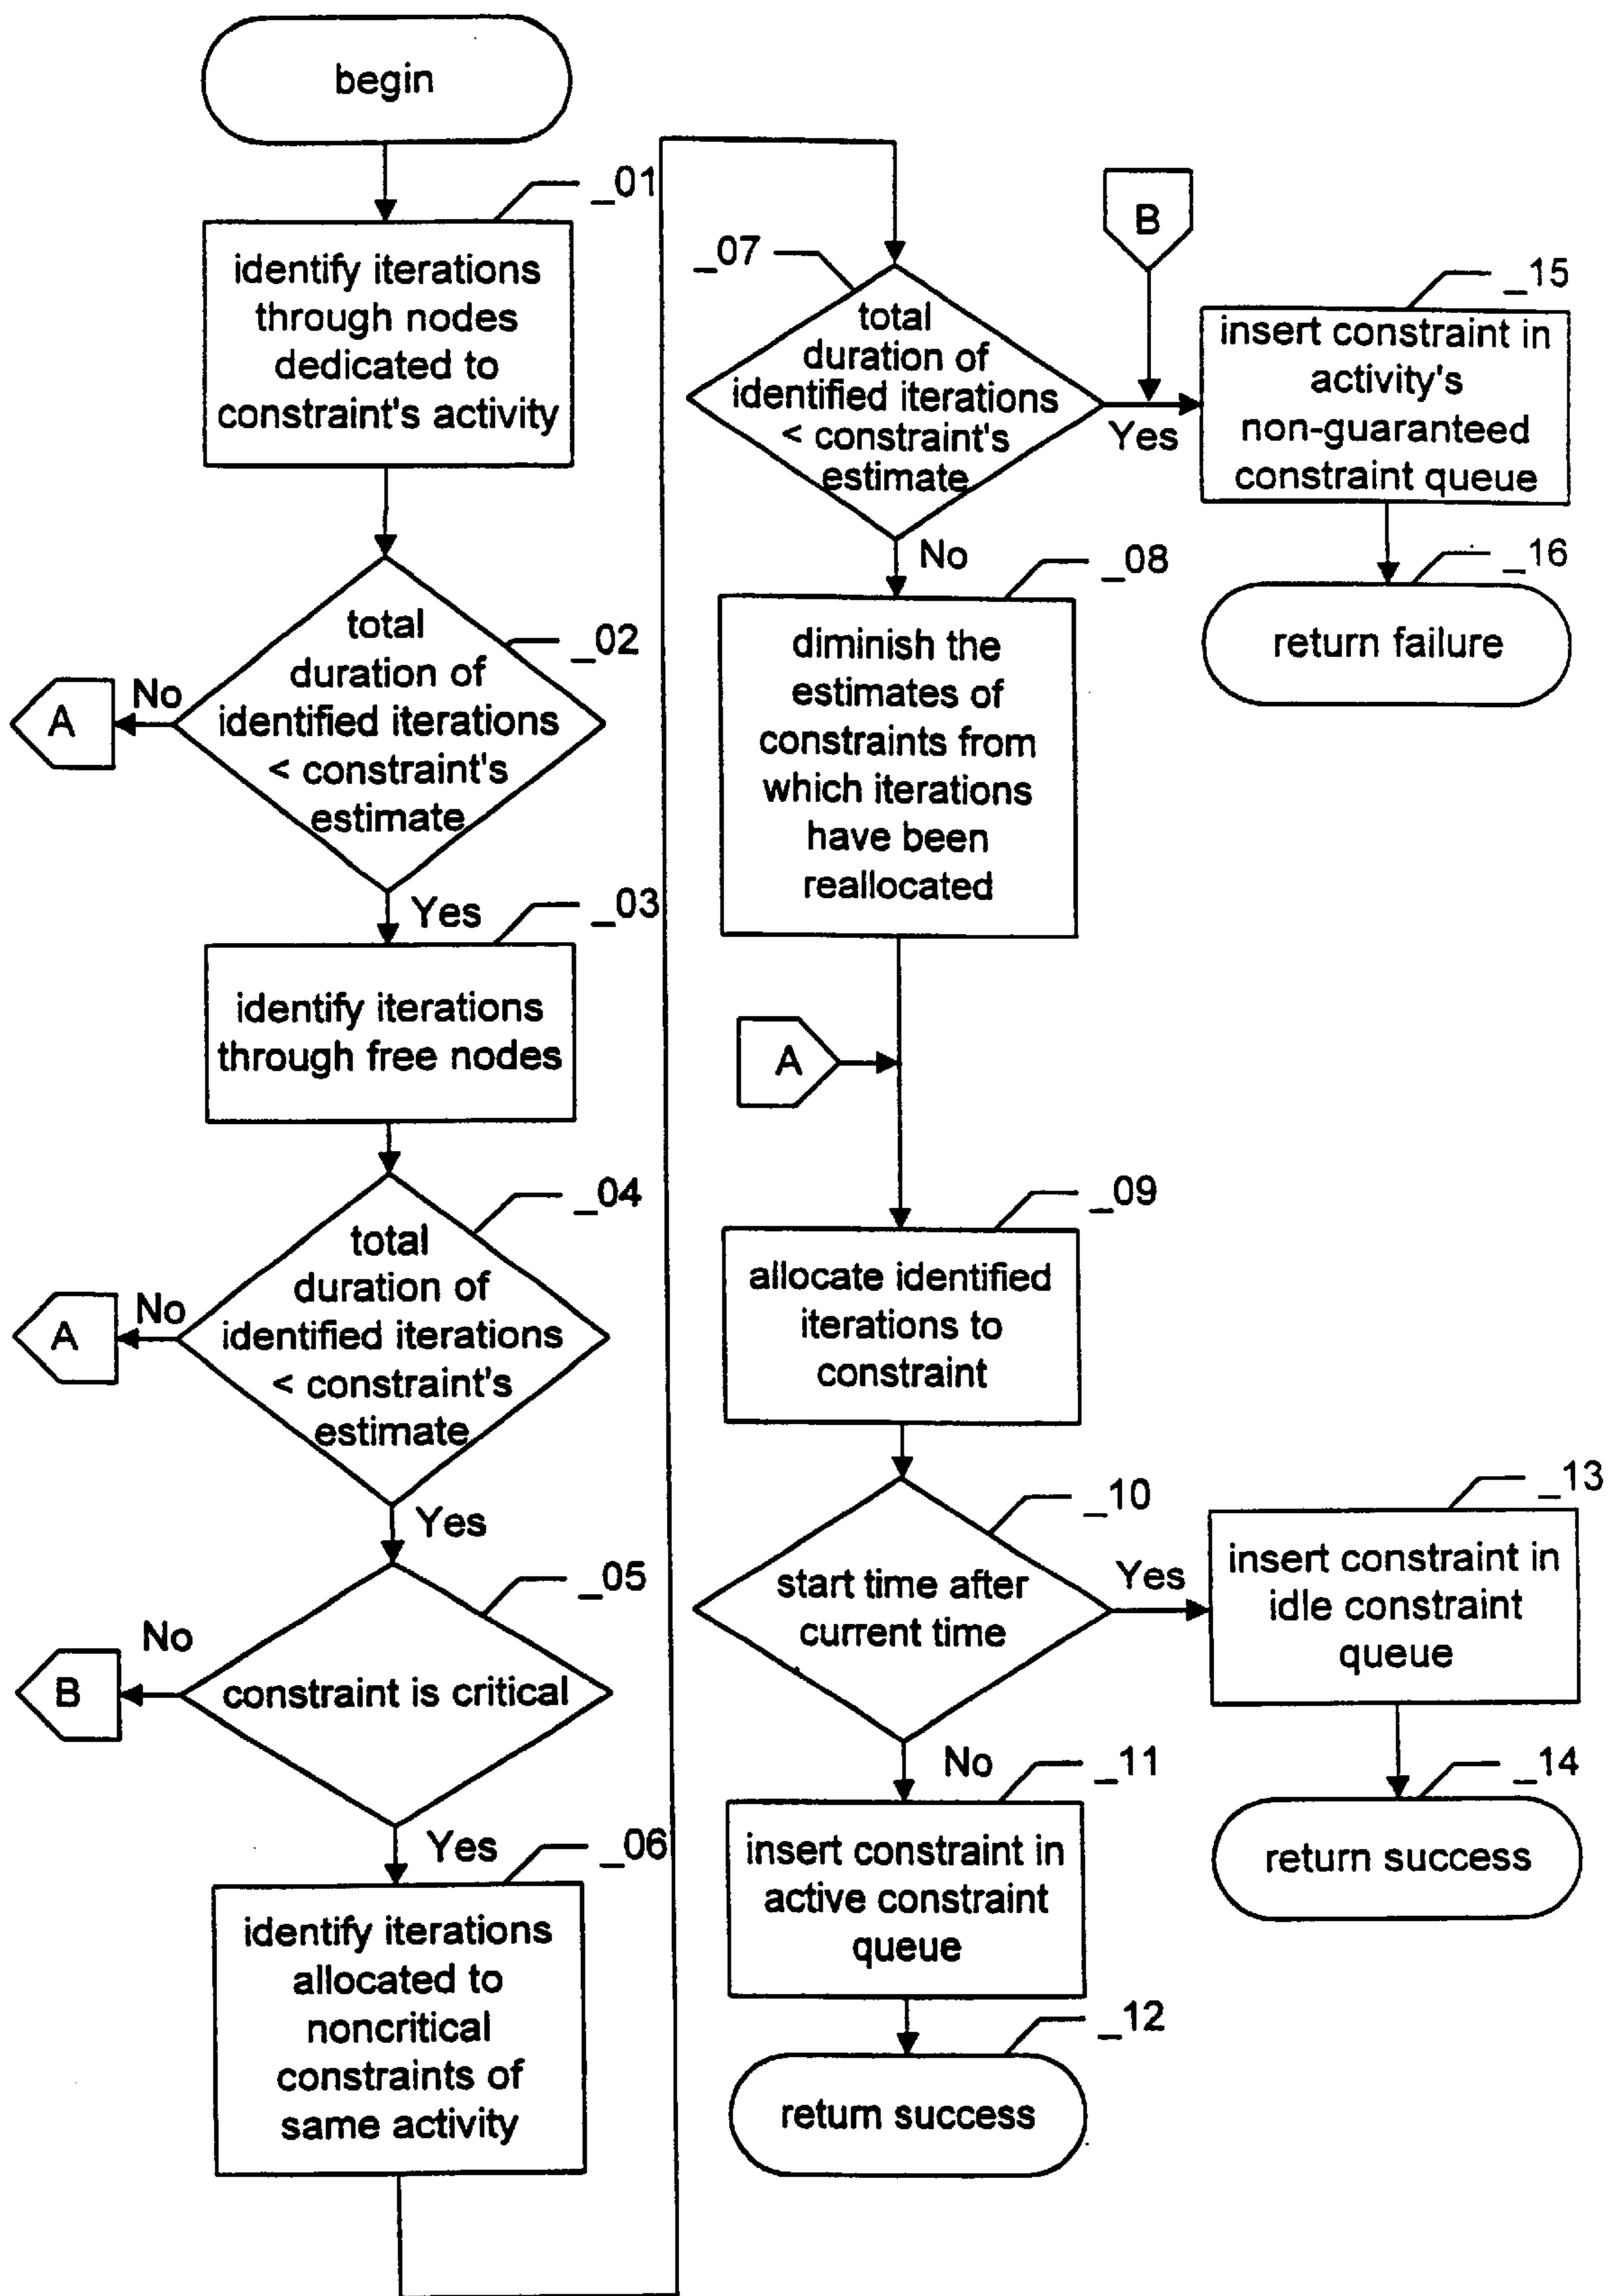 begin
_01
identify iterations
through nodes
dedicated to
constraint's activity
_02
total
duration of
identified iterations
< constraint's
estimate
No
A
Yes
_03
identify iterations
through free nodes
_04
total
duration of
identified iterations
< constraint's
estimate
No
A
Yes
_05
constraint is critical
No
B
Yes
_06
identify iterations
allocated to
noncritical
constraints of
same activity
_07
total
duration of
identified iterations
< constraint's
estimate
Yes
No
B
_15
insert constraint in
activity's
non-guaranteed
constraint queue
_16
return failure
_08
diminish the
estimates of
constraints from
which iterations
have been
reallocated
A
_09
allocate identified
iterations to
constraint
_10
start time after
current time
Yes
_13
insert constraint in
idle constraint
queue
_14
return success
No
_11
insert constraint in
active constraint
queue
_12
return success